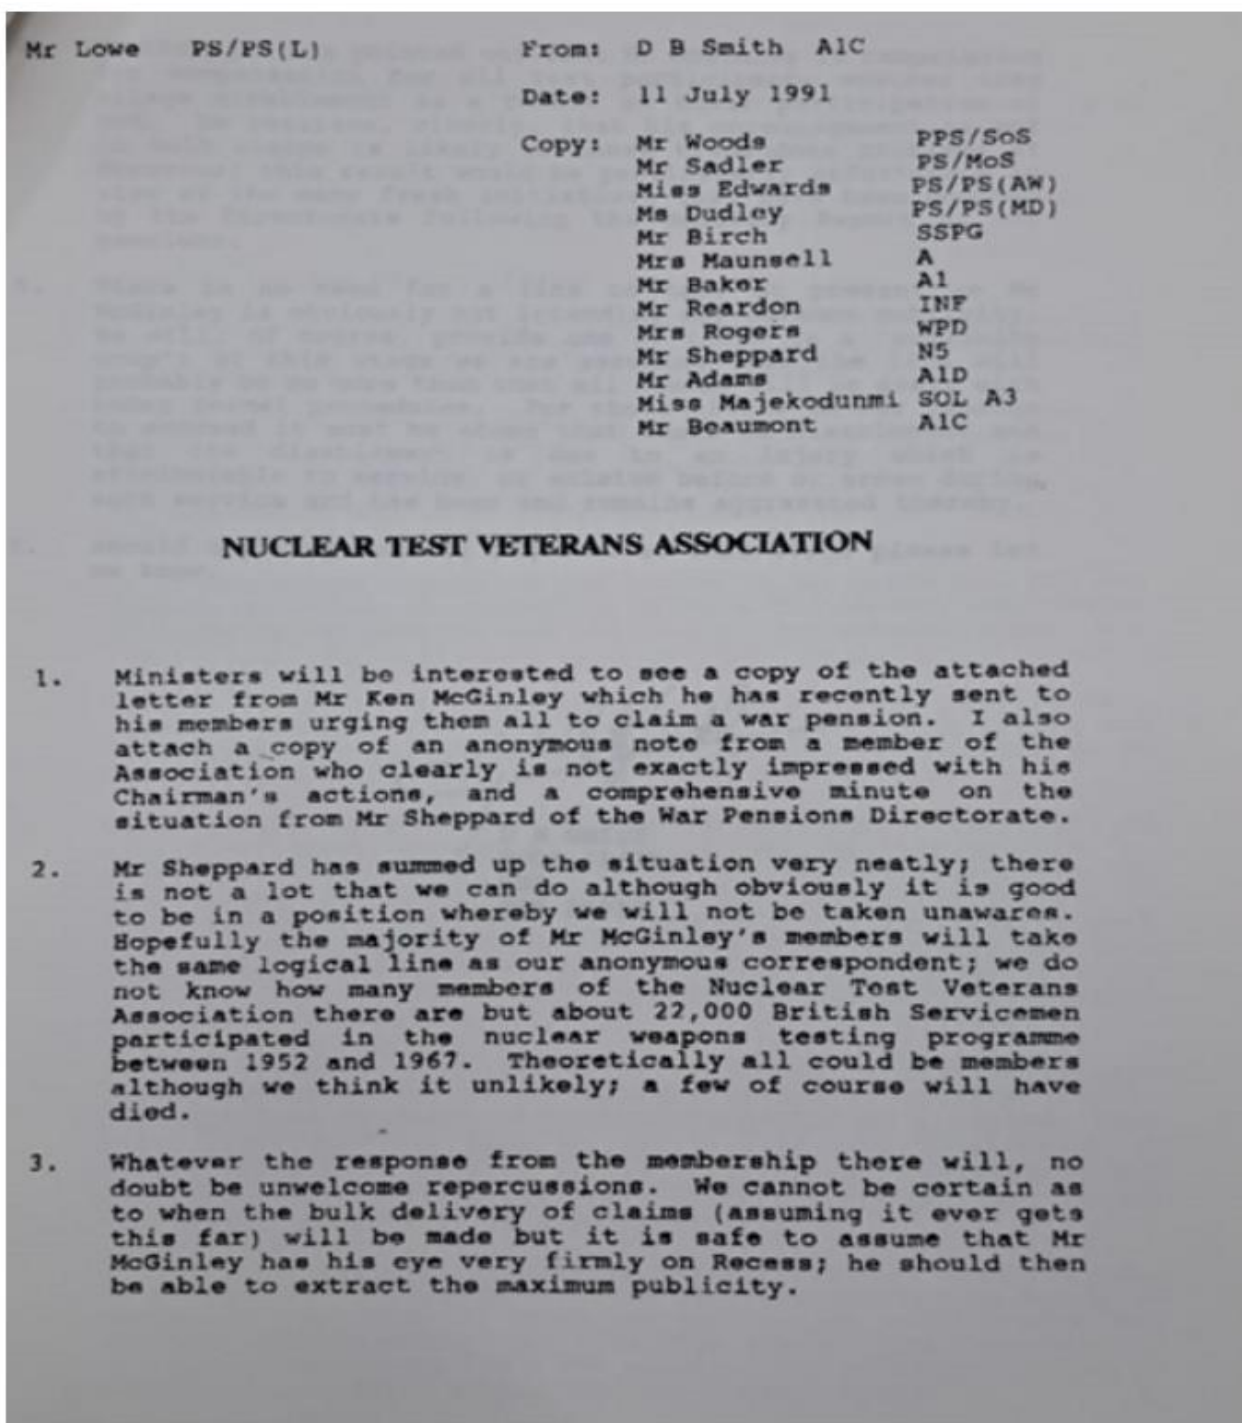 Mr Lowe PS/PS(L) From: D B Smith A1C
Date: 11 July 1991
Copy: Mr Woods PPS/SoS
Mr Sadler PS/MoS
Miss Edwards PS/PS(AW)
Ms Dudley PS/PS(MD)
Mr Birch SSPG
Mrs Maunsell A
Mr Baker A1
Mr Reardon INF
Mrs Rogers WPD
Mr Sheppard N5
Mr Adams A1D
Miss Majekodunmi SOL A3
Mr Beaumont A1C
NUCLEAR TEST VETERANS ASSOCIATION
1. Ministers will be interested to see a copy of the attached
letter from Mr Ken McGinley which he has recently sent to
his members urging them all to claim a war pension. I also
attach a copy of an anonymous note from a member of the
Association who clearly is not exactly impressed with his
Chairman's actions, and a comprehensive minute on the
situation from Mr Sheppard of the War Pensions Directorate.
2. Mr Sheppard has summed up the situation very neatly; there
is not a lot that we can do although obviously it is good
to be in a position whereby we will not be taken unawares.
Hopefully the majority of Mr McGinley's members will take
the same logical line as our anonymous correspondent; we do
not know how many members of the Nuclear Test Veterans
Association there are but about 22,000 British Servicemen
participated in the nuclear weapons testing programme
between 1952 and 1967. Theoretically all could be members
although we think it unlikely; a few of course will have
died.
3. Whatever the response from the membership there will, no
doubt be unwelcome repercussions. We cannot be certain as
to when the bulk delivery of claims (assuming it ever gets
this far) will be made but it is safe to assume that Mr
McGinley has his eye very firmly on Recess; he should then
be able to extract the maximum publicity.